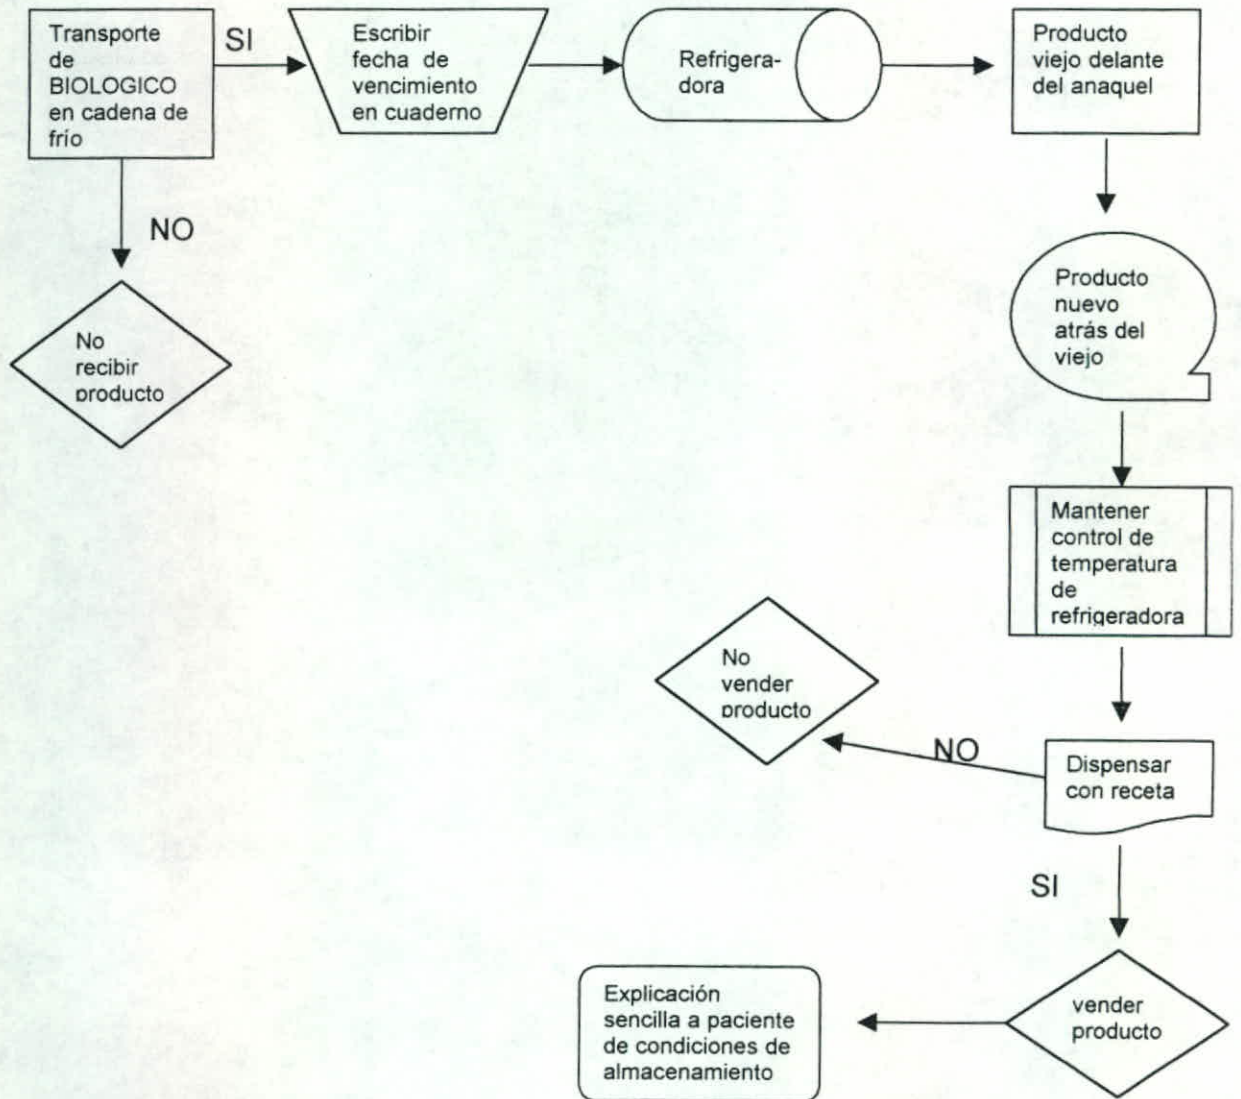 Transporte
de
BIOLOGICO
en cadena de
frío
SI
Escribir
fecha de
vencimiento
en cuaderno
Refrigera-
dora
Producto
viejo delante
del anaquel
NO
No
recibir
producto
Producto
nuevo
atrás del
viejo
Mantener
control de
temperatura
de
refrigeradora
No
vender
producto
NO
Dispensar
con receta
SI
vender
producto
Explicación
sencilla a paciente
de condiciones de
almacenamiento